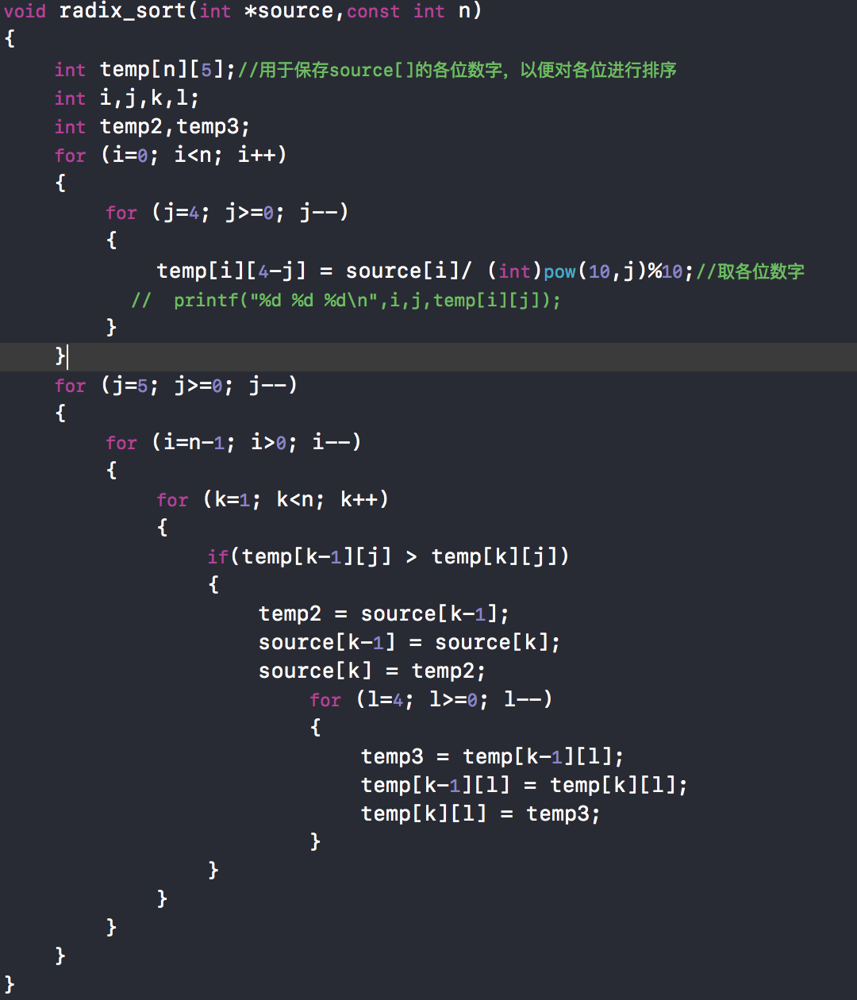 void radix_sort(int *source,const int n)
{
    int temp[n][5];//用于保存source[]的各位数字，以便对各位进行排序
    int i,j,k,l;
    int temp2,temp3;
    for (i=0; i<n; i++)
    {
        for (j=4; j>=0; j--)
        {
            temp[i][4-j] = source[i]/ (int)pow(10,j)%10;//取各位数字
          //  printf("%d %d %d\n",i,j,temp[i][j]);
        }
    }
    for (j=5; j>=0; j--)
    {
        for (i=n-1; i>0; i--)
        {
            for (k=1; k<n; k++)
            {
                if(temp[k-1][j] > temp[k][j])
                {
                    temp2 = source[k-1];
                    source[k-1] = source[k];
                    source[k] = temp2;
                        for (l=4; l>=0; l--)
                        {
                            temp3 = temp[k-1][l];
                            temp[k-1][l] = temp[k][l];
                            temp[k][l] = temp3;
                        }
                }
            }
        }
    }
}